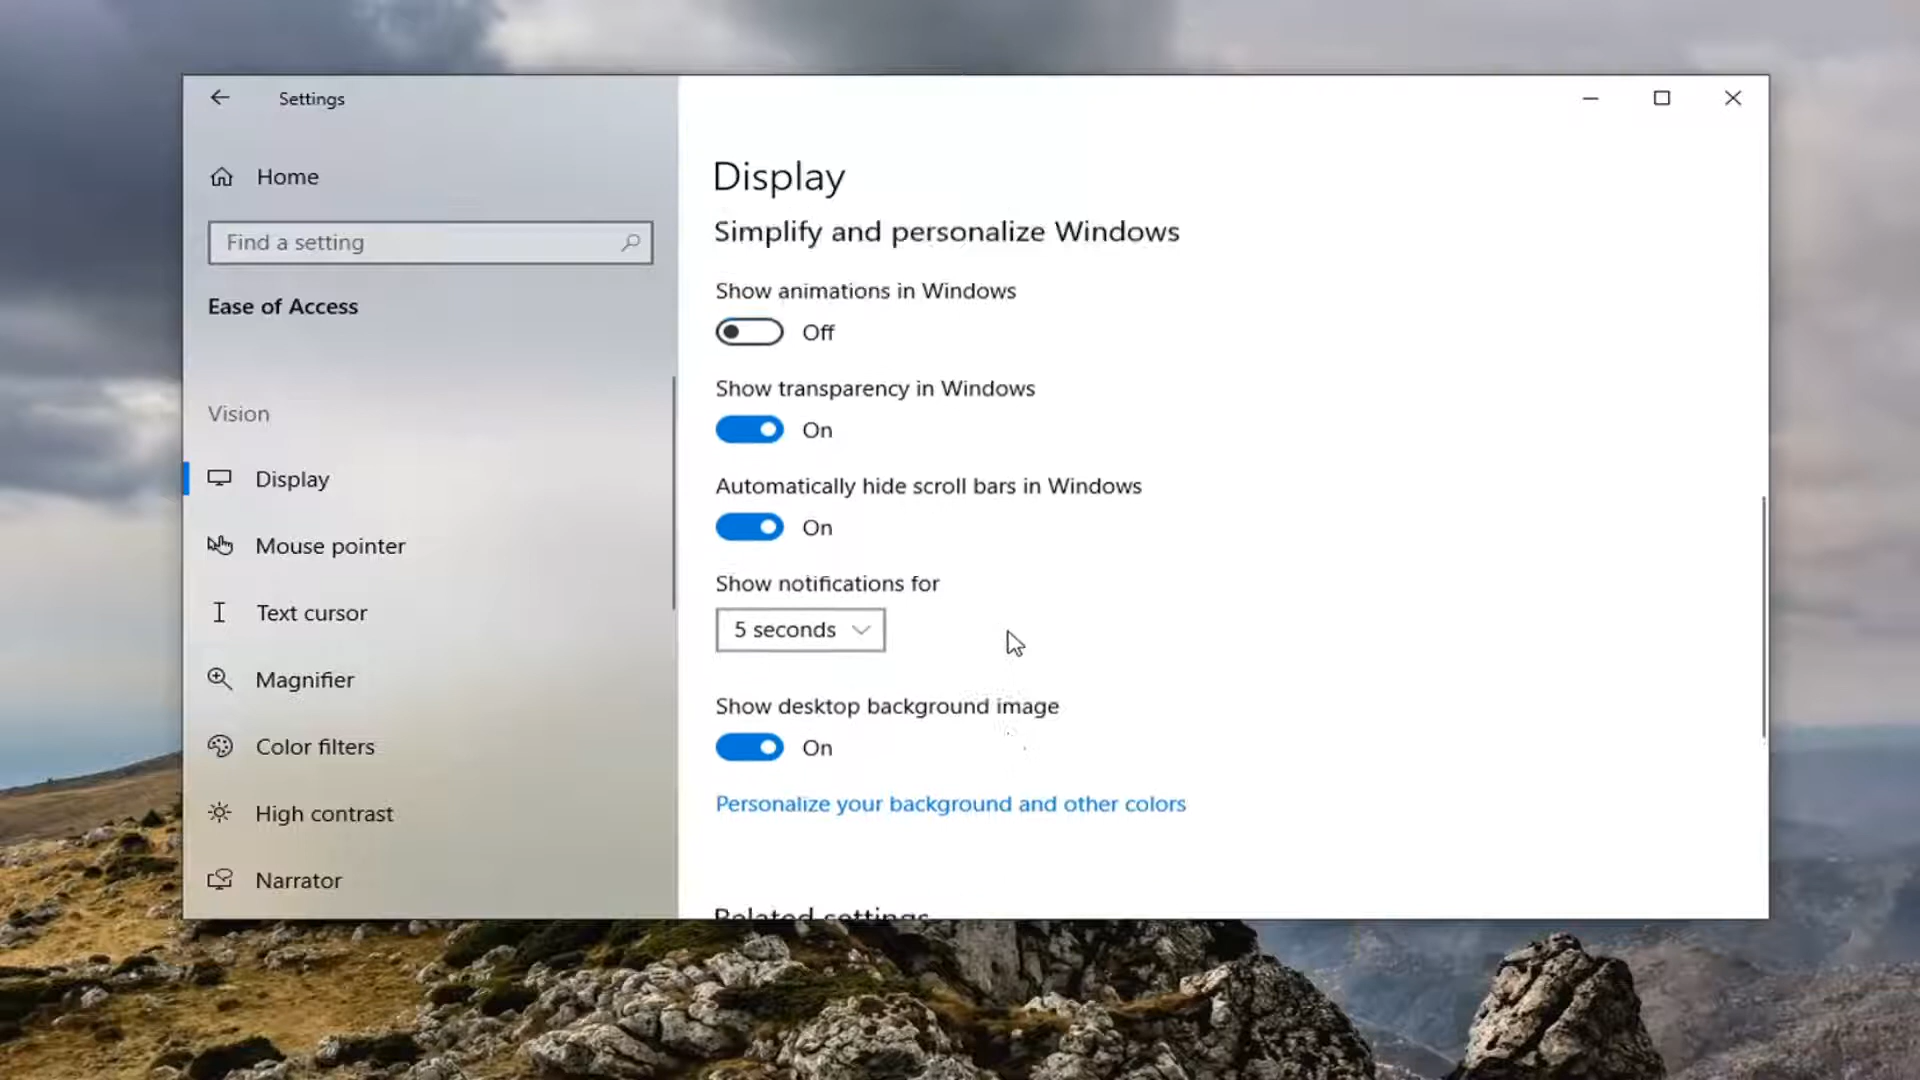 Settings
Home
Find a setting
Ease of Access
Vision
Display
Mouse pointer
Text cursor
Magnifier
Color filters
High contrast
Narrator
Display
Simplify and personalize Windows
Show animations in Windows
Off
Show transparency in Windows
On
Automatically hide scroll bars in Windows
On
Show notifications for
5 seconds
Show desktop background image
On
Personalize your background and other colors
Related settings